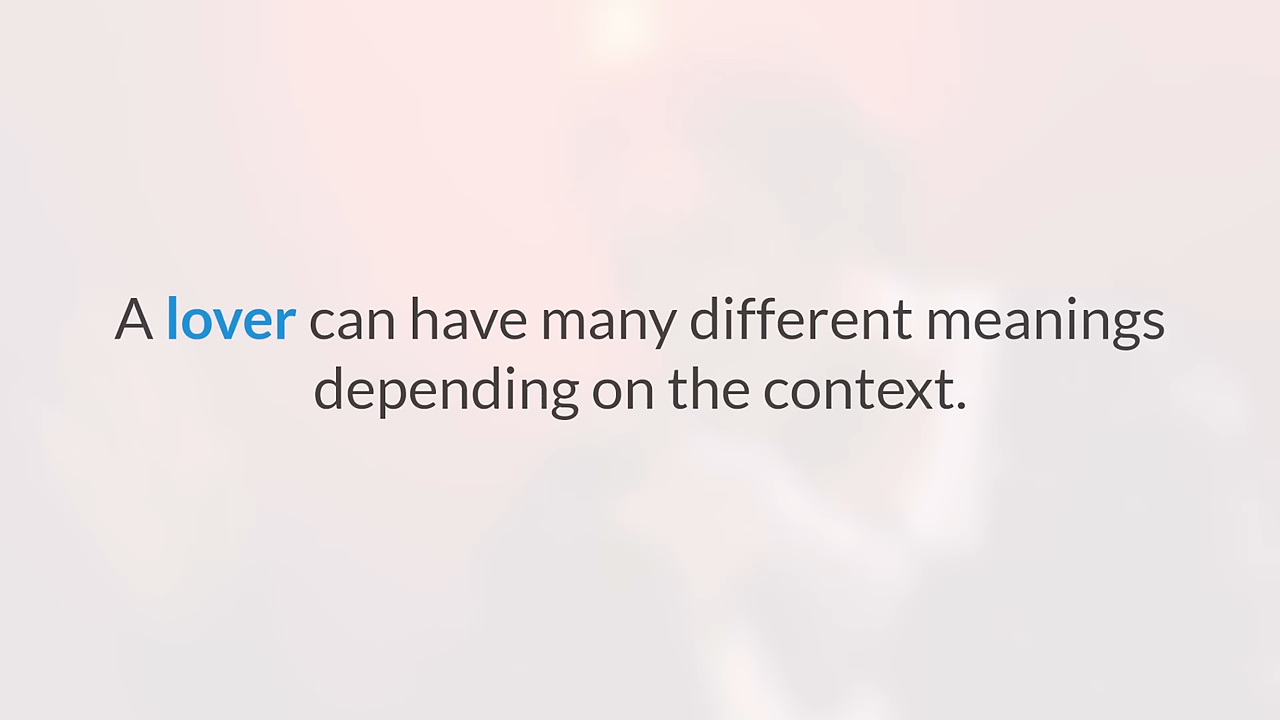 A lover can have many different meanings
depending on the context.